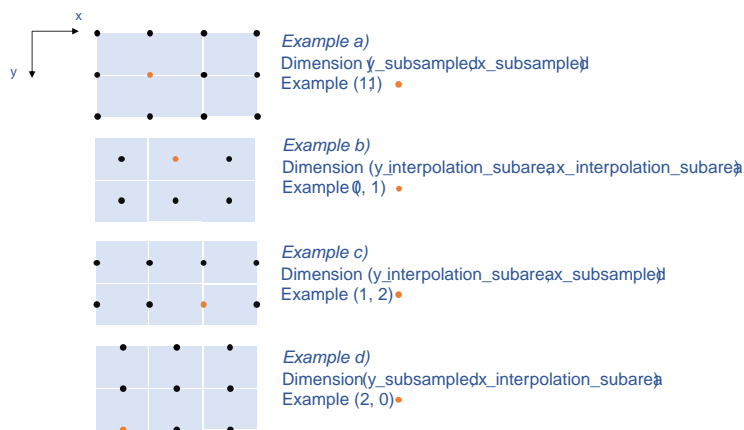 x
y
Example a)
Dimension (y_subsampled, x_subsampled)
Example (1, 1)
Example b)
Dimension (y_interpolation_subarea, x_interpolation_subarea)
Example (0, 1)
Example c)
Dimension (y_interpolation_subarea, x_subsampled)
Example (1, 2)
Example d)
Dimension (y_subsampled, x_interpolation_subarea)
Example (2, 0)